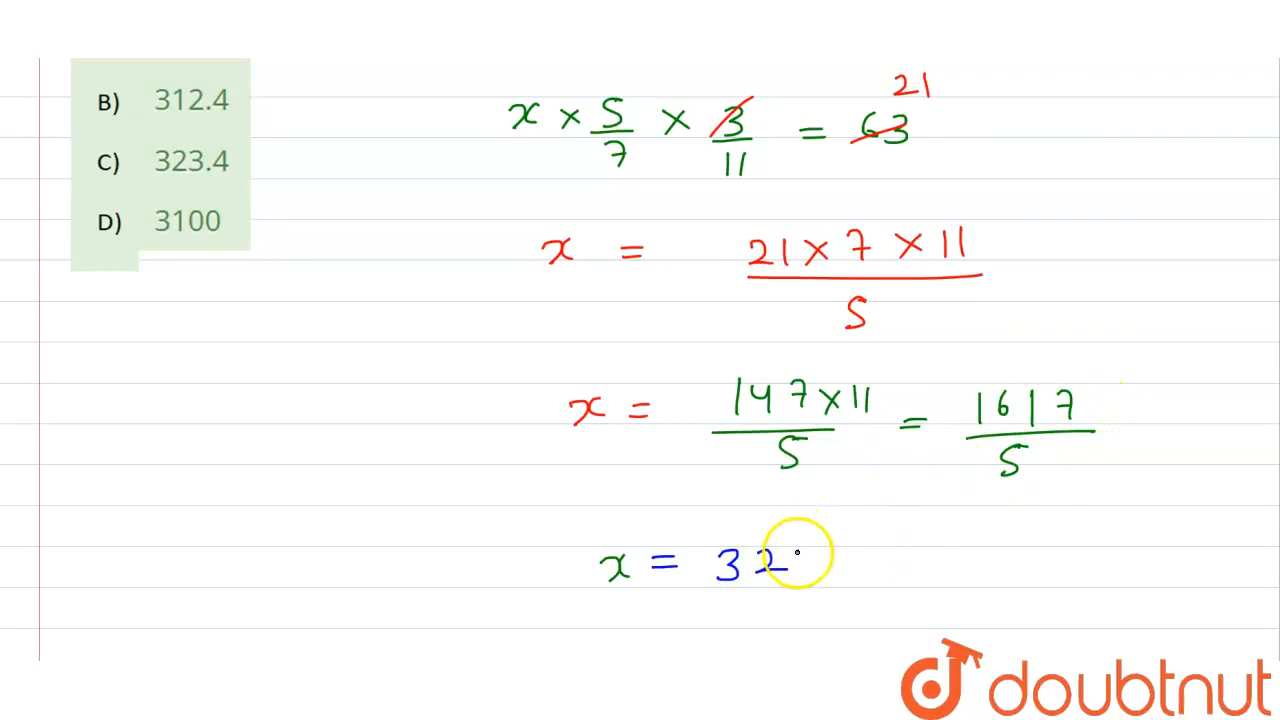 B) 312.4
C) 323.4
D) 3100
21
x × 5/7 × 3/11 = 63
x = 21 × 7 × 11 / 5
x = 147 × 11 / 5 = 1617 / 5
x = 32
doubtnut